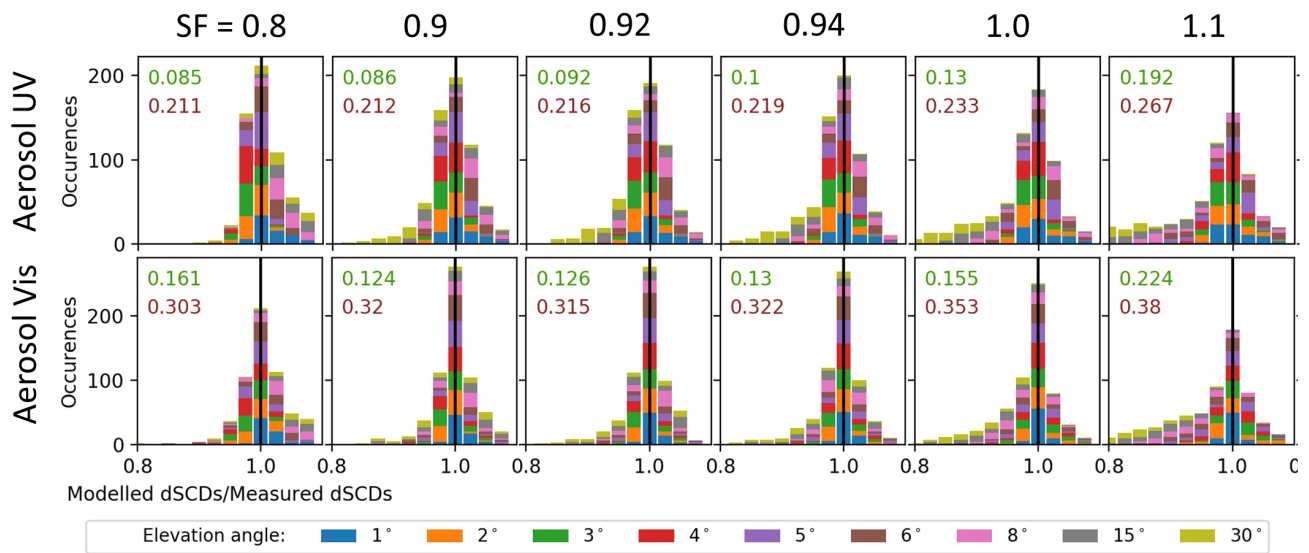 SF = 0.8 0.9 0.92 0.94 1.0 1.1
Aerosol UV
Occurences
200
100
0
0.085 0.086 0.092 0.1 0.13 0.192
0.211 0.212 0.216 0.219 0.233 0.267
Aerosol Vis
Occurences
200
100
0
0.161 0.124 0.126 0.13 0.155 0.224
0.303 0.32 0.315 0.322 0.353 0.38
0.8 1.0 0.8 1.0 0.8 1.0 0.8 1.0 0.8 1.0 0.8 1.0 0
Modelled dSCDs/Measured dSCDs
Elevation angle: 1° 2° 3° 4° 5° 6° 8° 15° 30°